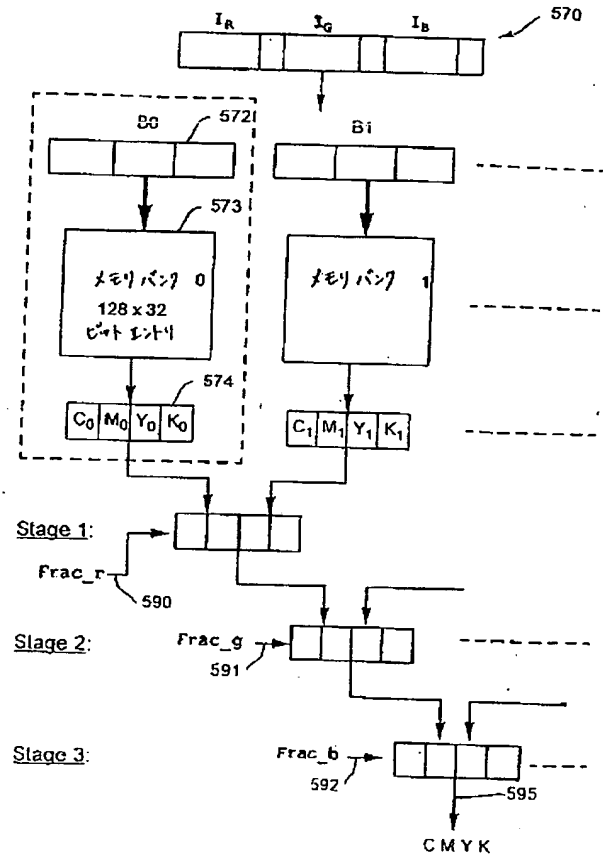 I_R I_G I_B 570
B0 572 B1
573
メモリバンク 0 メモリバンク 1
128 x 32
ビット エントリ
574
C0 M0 Y0 K0 C1 M1 Y1 K1
Stage 1:
Frac_r
590
Stage 2: Frac_g
591
Stage 3: Frac_b
592 595
CMYK